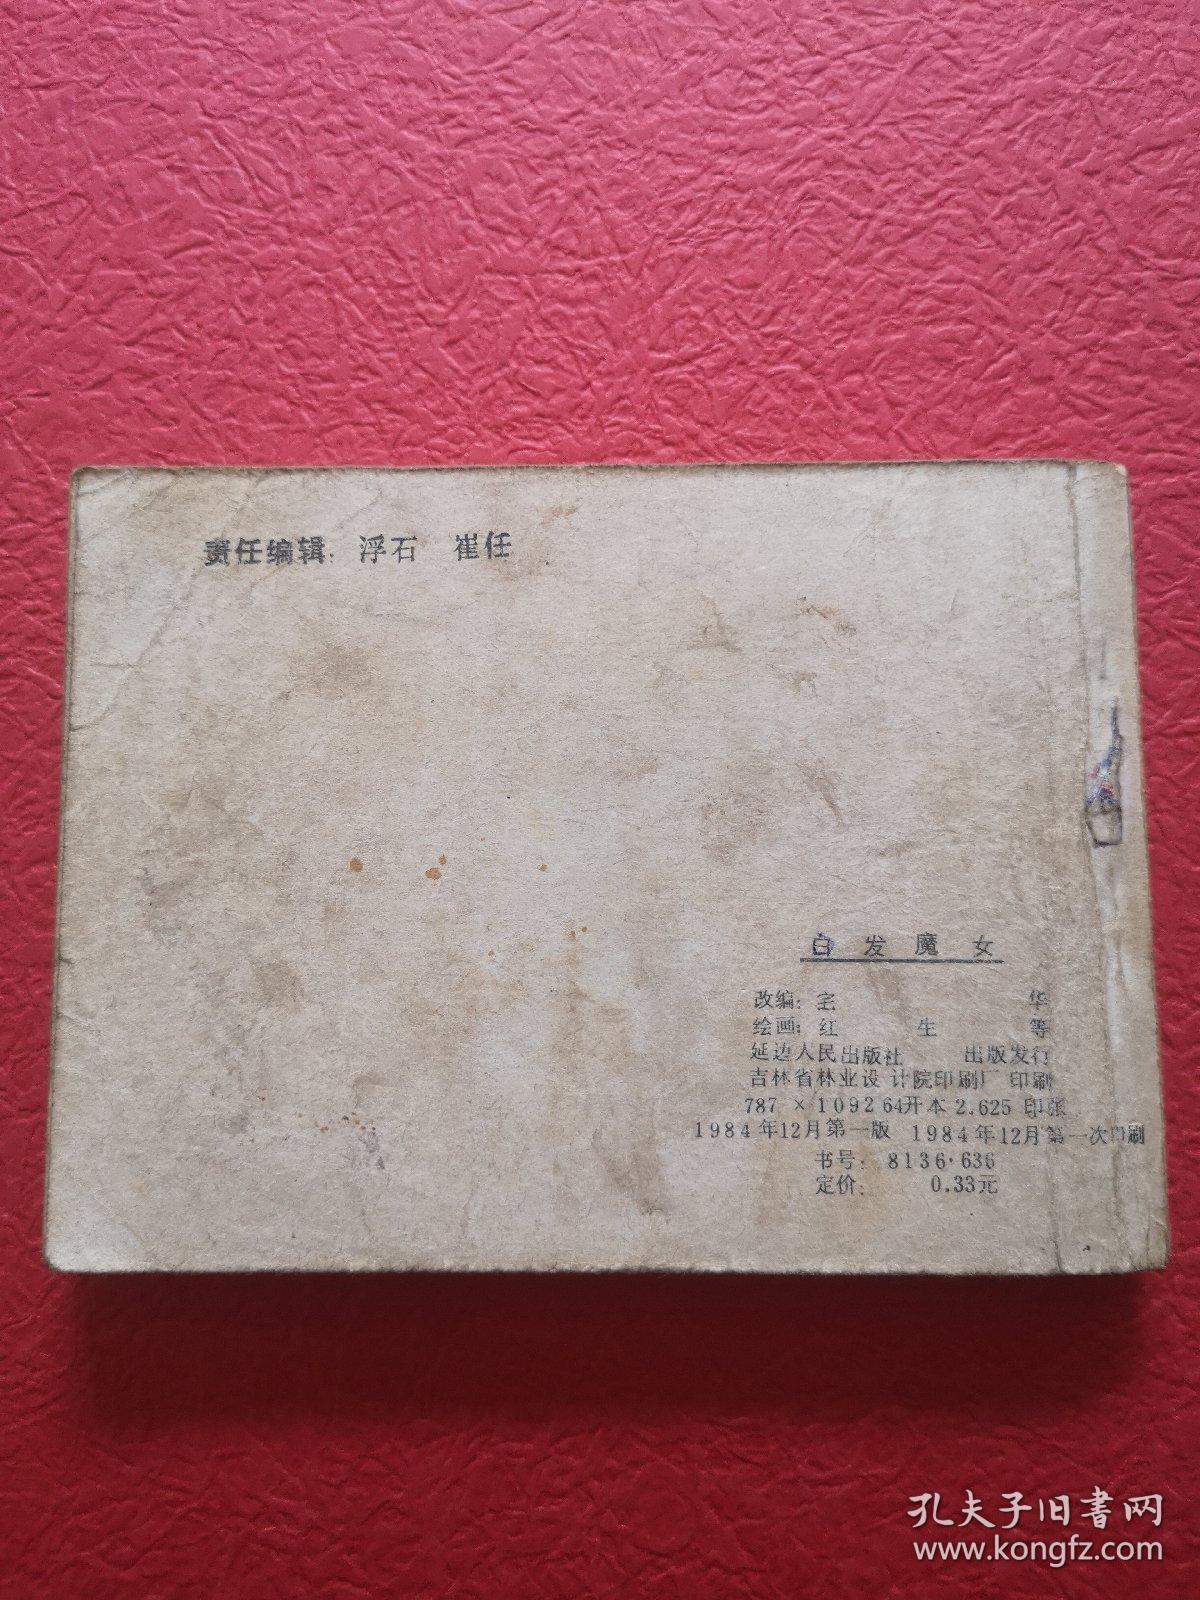 责任编辑：浮石 崔任
白发魔女
改编：宝华
绘画：红生等
延边人民出版社 出版发行
吉林省林业设计院印刷厂 印刷
787×1092 64开本 2.625 印张
1984年12月第一版 1984年12月第一次印刷
书号：8136·636
定价：0.33元
孔夫子旧书网
www.kongfz.com